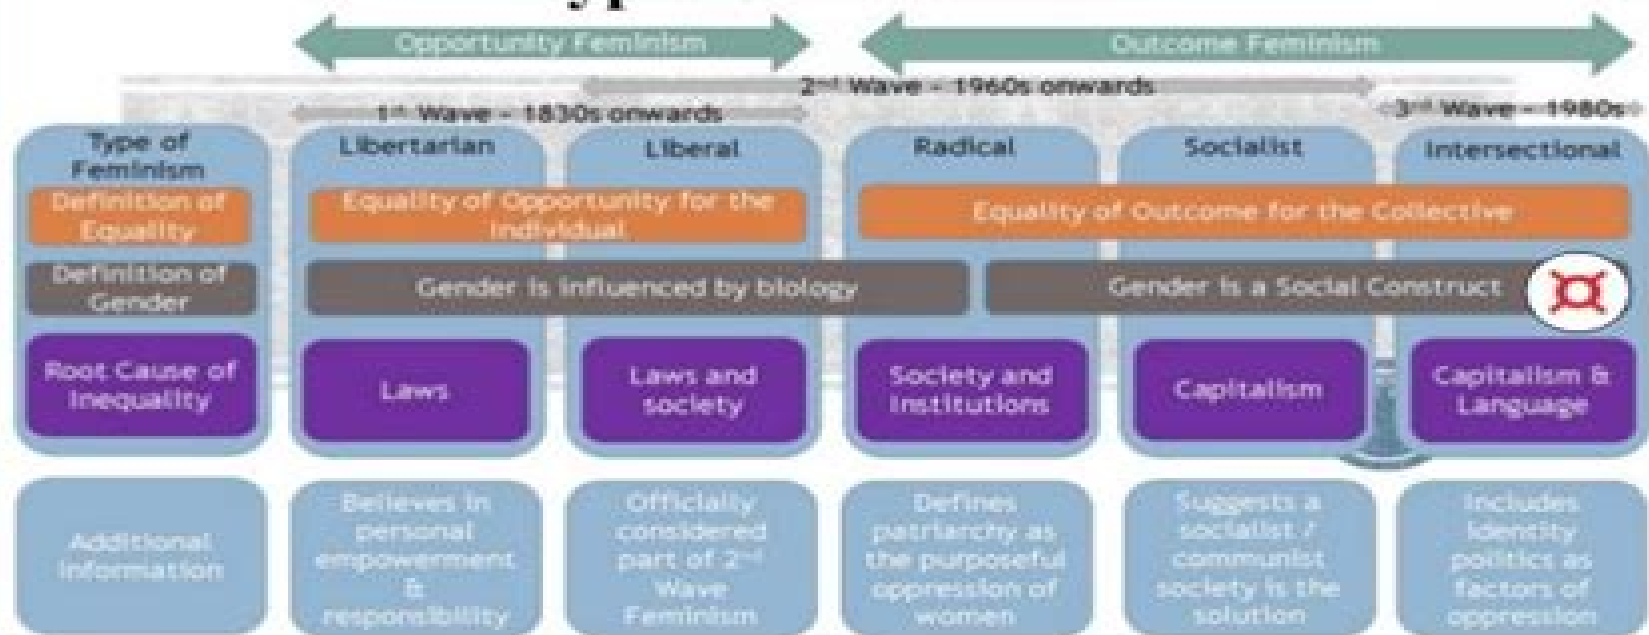 Opportunity Feminism
Outcome Feminism
2nd Wave - 1960s onwards
1st Wave - 1830s onwards
3rd Wave - 1980s
Type of
Feminism
Libertarian
Liberal
Radical
Socialist
Intersectional
Definition of
Equality
Equality of Opportunity for the
Individual
Equality of Outcome for the Collective
Definition of
Gender
Gender is influenced by biology
Gender is a Social Construct
Root Cause of
Inequality
Laws
Laws and
society
Society and
Institutions
Capitalism
Capitalism &
Language
Additional
Information
Believes in
personal
empowerment
&
responsibility
Officially
considered
part of 2nd
Wave
Feminism
Defines
patriarchy as
the purposeful
oppression of
women
Suggests a
socialist /
communist
society is the
solution
Includes
identity
politics as
factors of
oppression